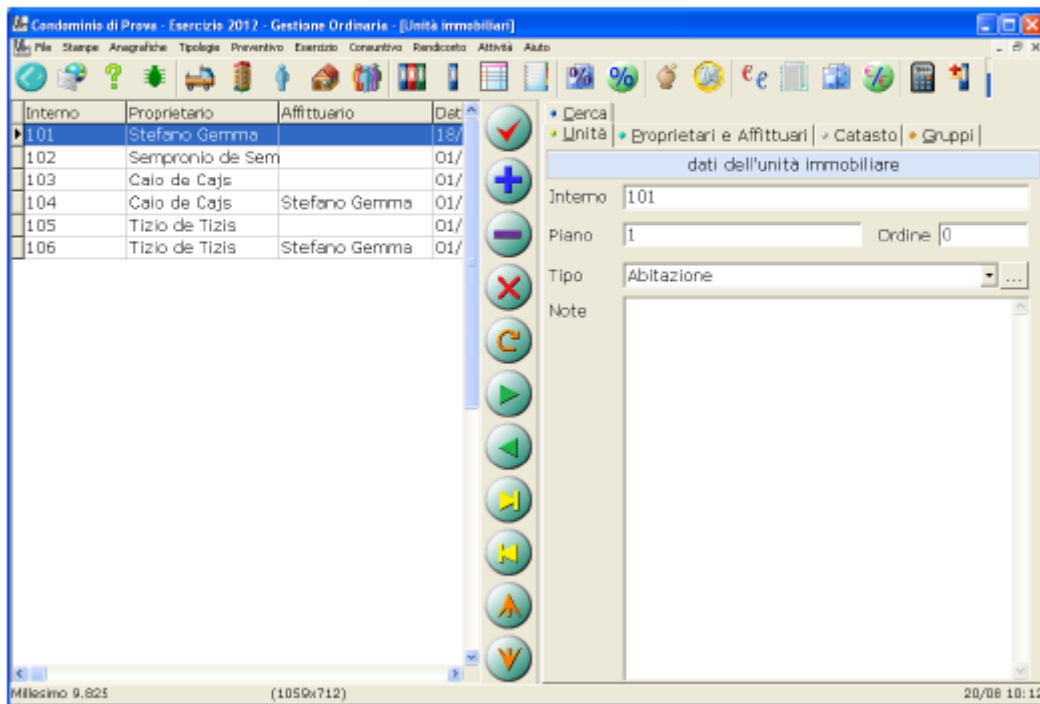 Condominio di Prova - Esercizio 2012 - Gestione Ordinaria - [Unità immobiliari]
File Stampe Anagrafiche Tipologie Preventivo Esercizio Consuntivo Rendiconto Attività Aiuto
Interno Proprietario Affittuario Dat
101 Stefano Gemma 18/
102 Sempronio de Sem 01/
103 Caio de Cajs 01/
104 Caio de Cajs Stefano Gemma 01/
105 Tizio de Tizis 01/
106 Tizio de Tizis Stefano Gemma 01/
Cerca
Unità Proprietari e Affittuari Catasto Gruppi
dati dell'unità immobiliare
Interno 101
Piano 1 Ordine 0
Tipo Abitazione ...
Note
Millesimo 9.825 (1059x712) 20/08 10:12